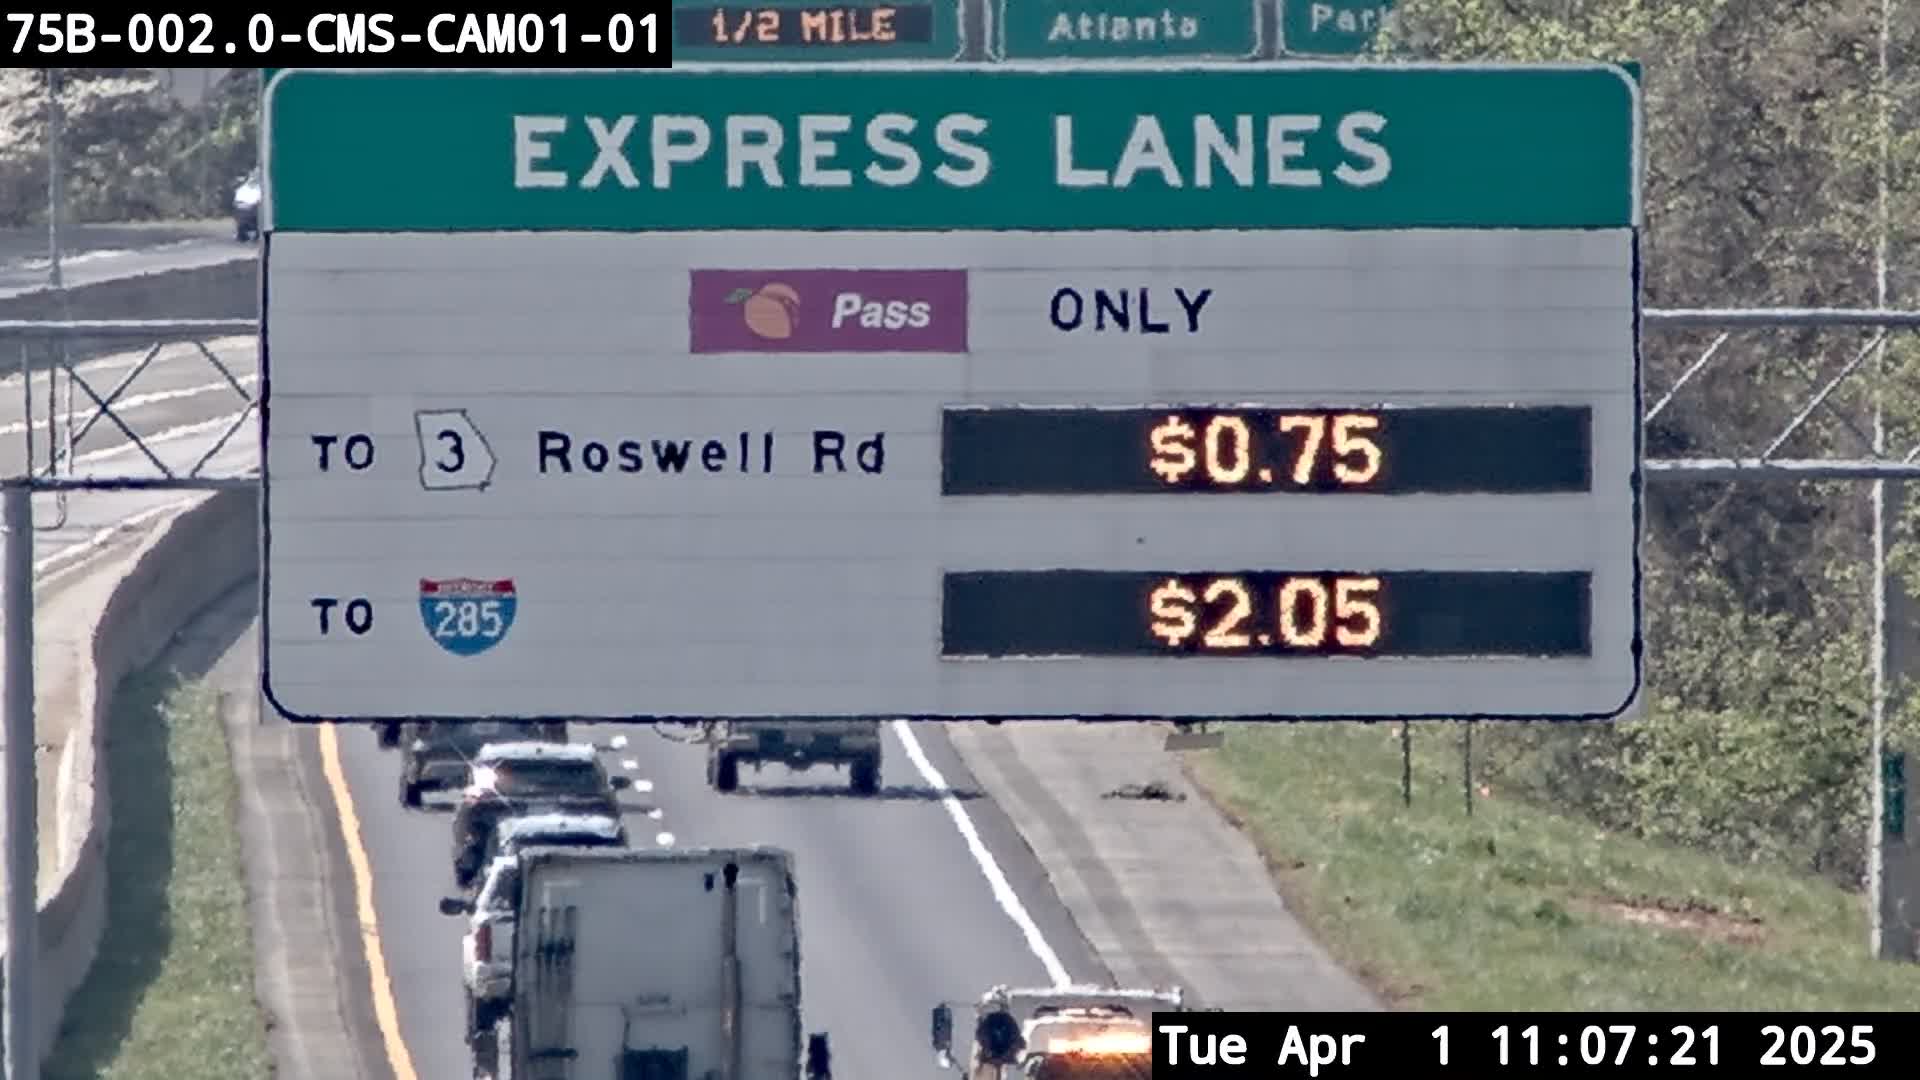 75B-002.0-CMS-CAM01-01
1/2 MILE
Atlanta
Park
EXPRESS LANES
Pass ONLY
TO 3 Roswell Rd $0.75
TO 285 $2.05
Tue Apr 1 11:07:21 2025